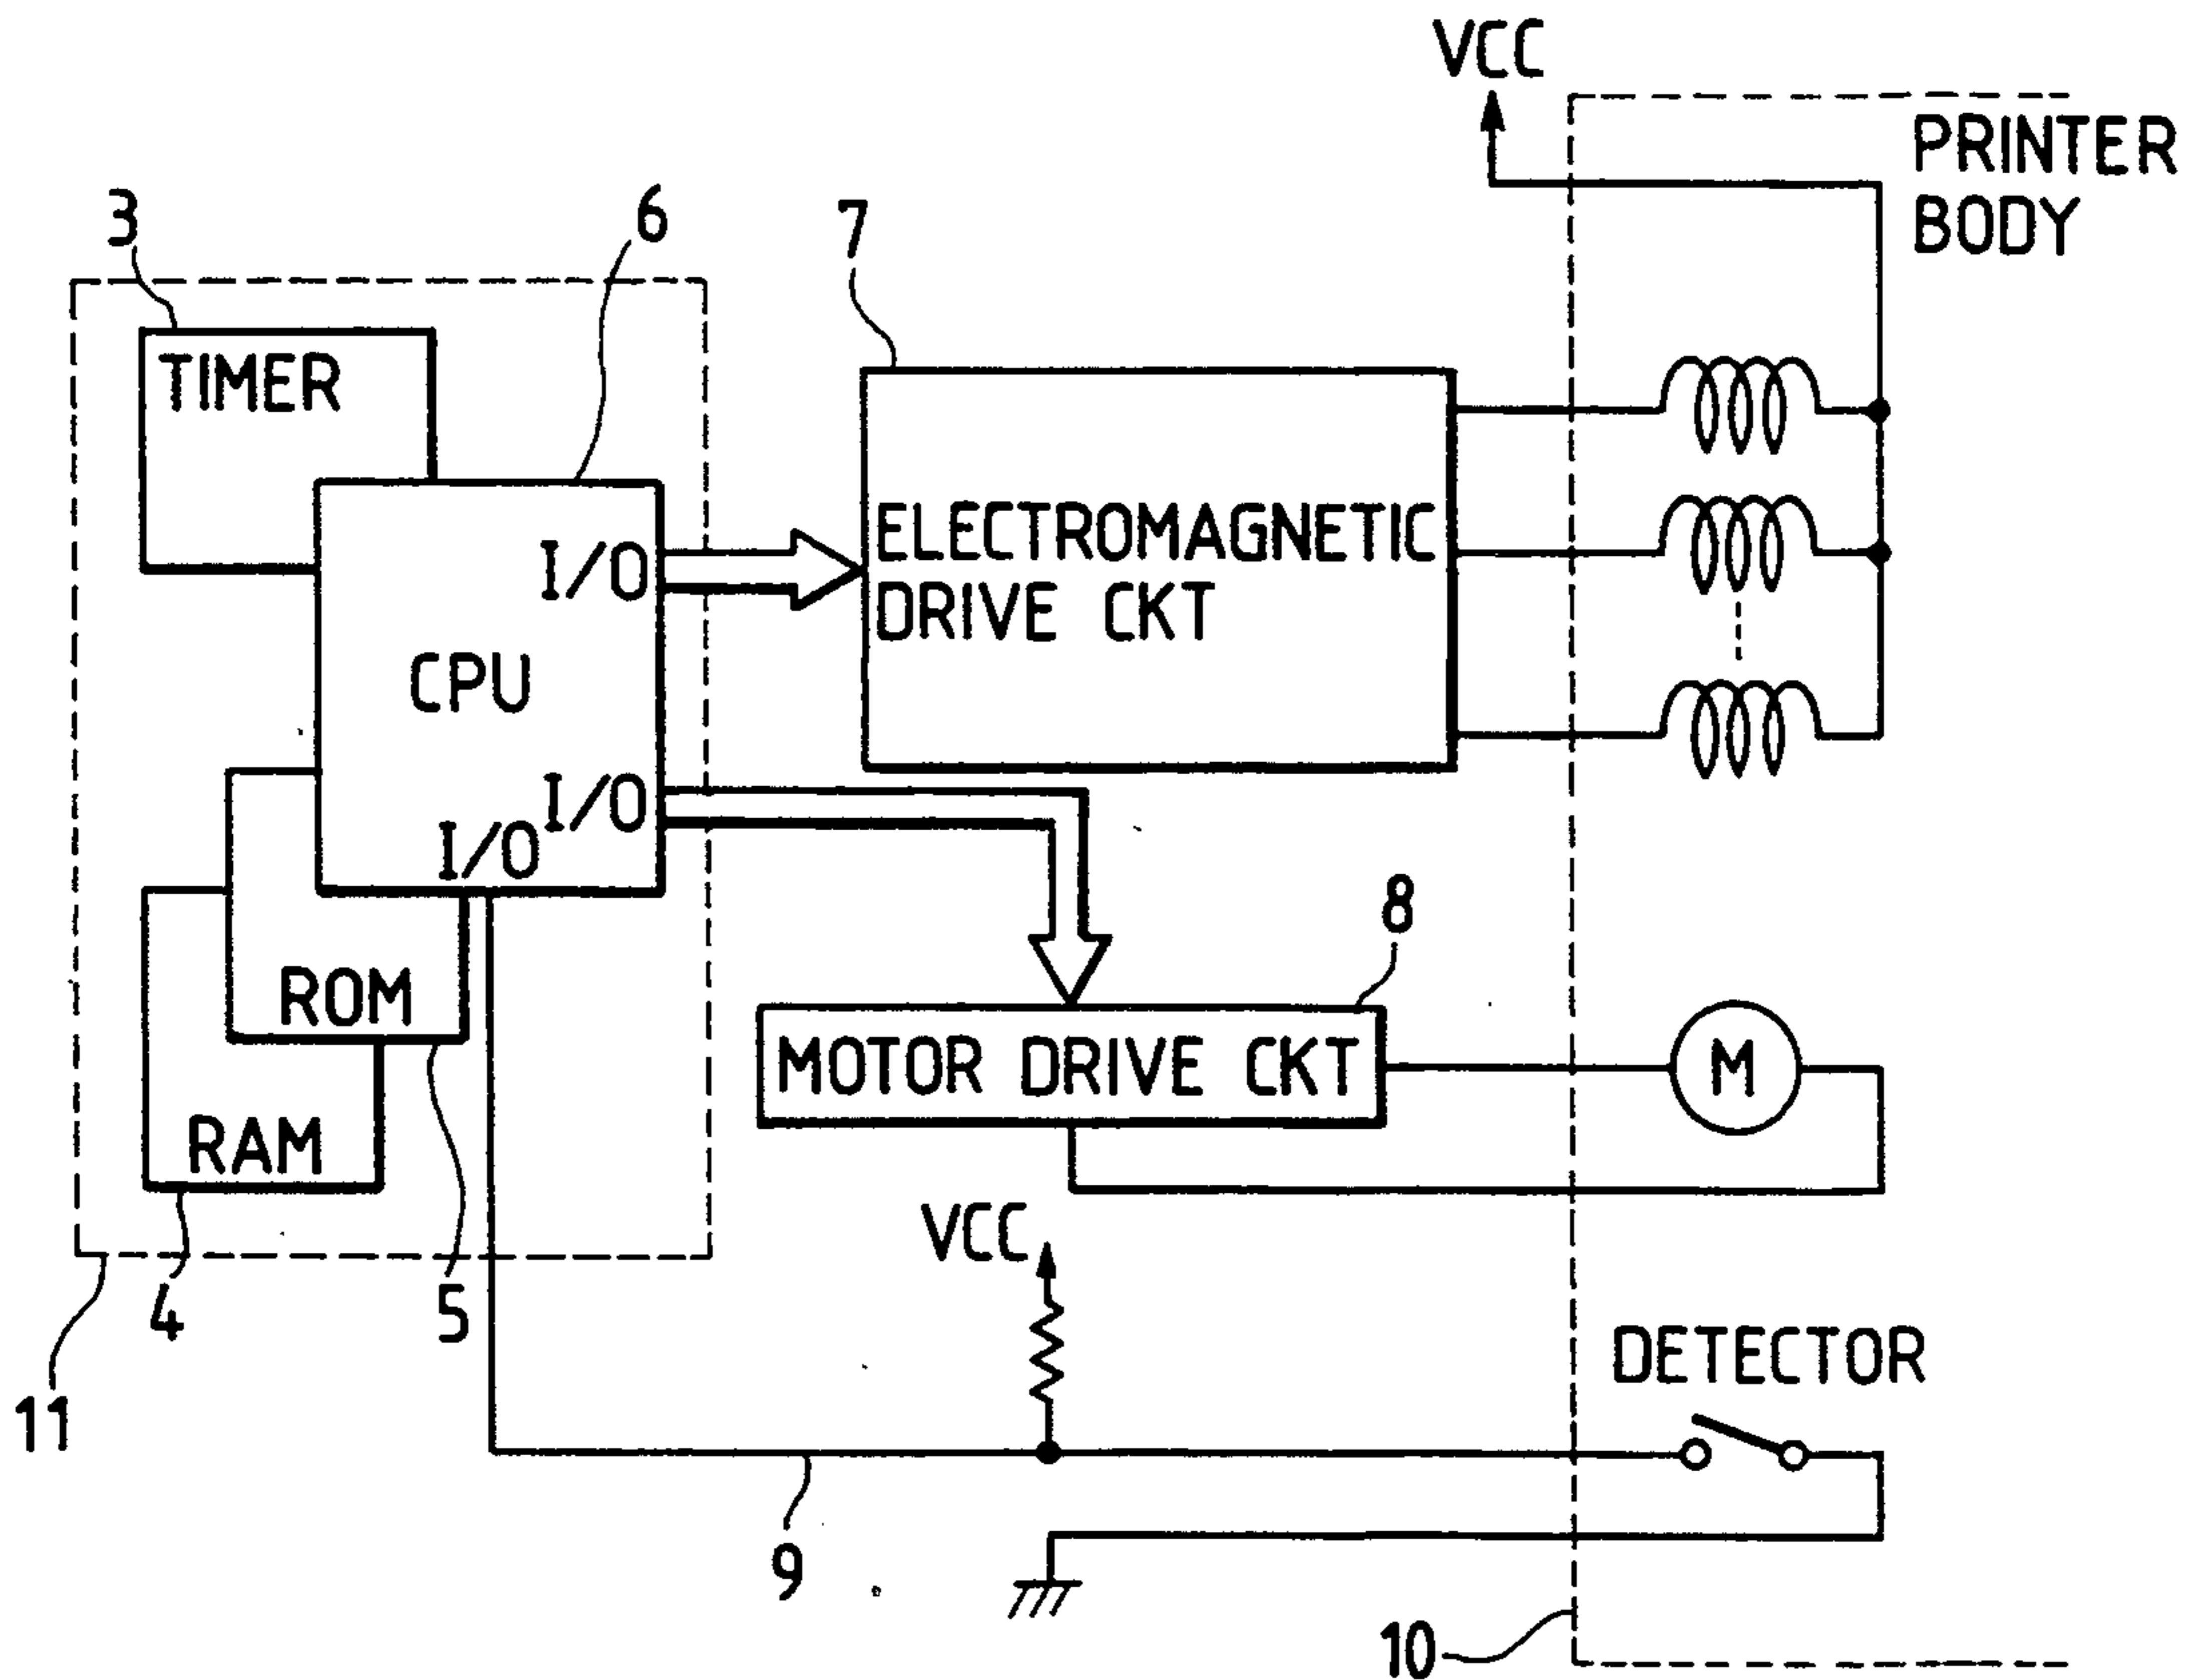 VCC
PRINTER
BODY
3
6
7
TIMER
I/O
ELECTROMAGNETIC
DRIVE CKT
CPU
I/O
I/O
8
ROM
MOTOR DRIVE CKT
RAM
VCC
4
5
DETECTOR
11
9
10